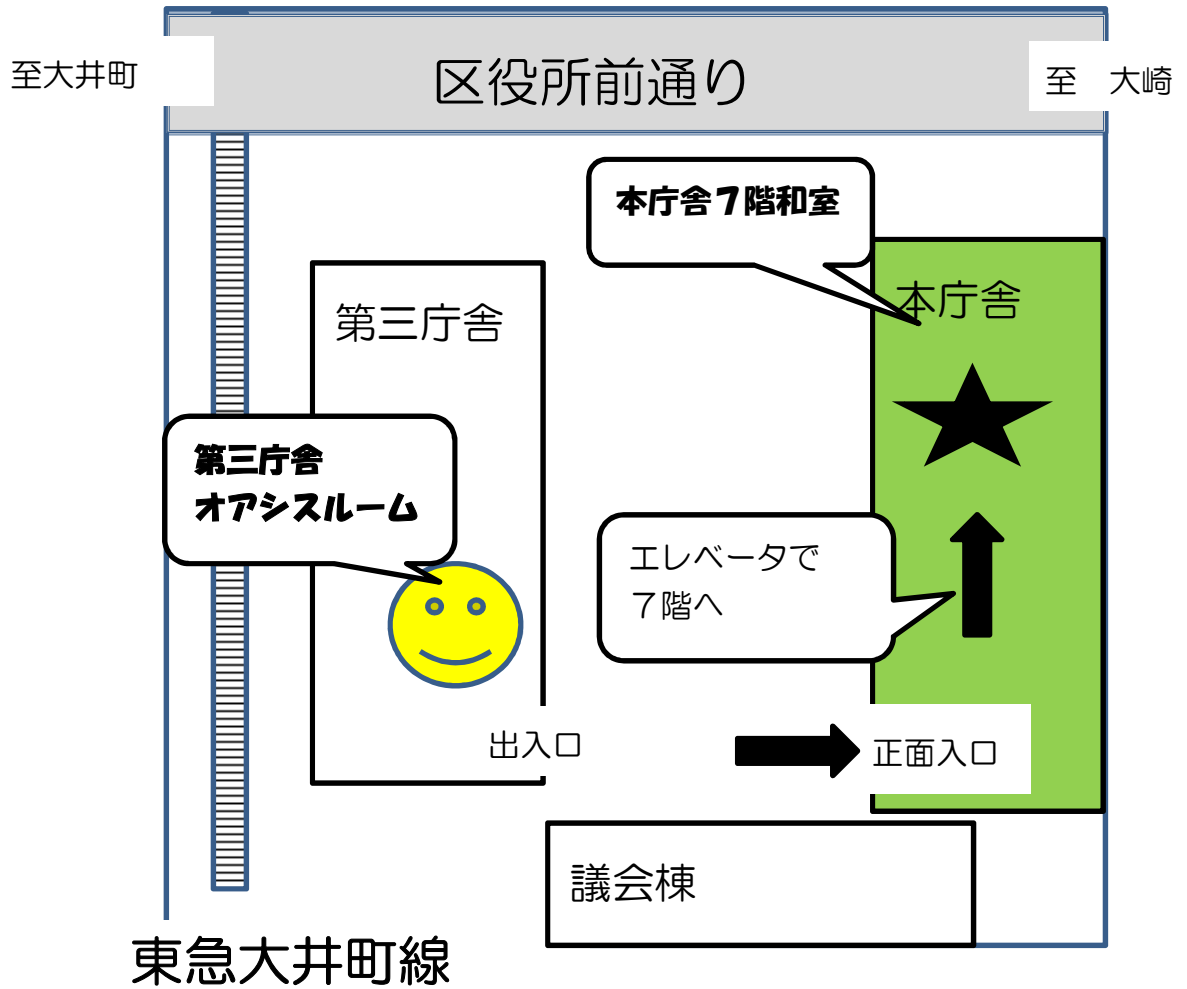 至大井町
区役所前通り
至　大崎
本庁舎７階和室
本庁舎
第三庁舎
第三庁舎
オアシスルーム
エレベータで
７階へ
出入口
正面入口
議会棟
東急大井町線